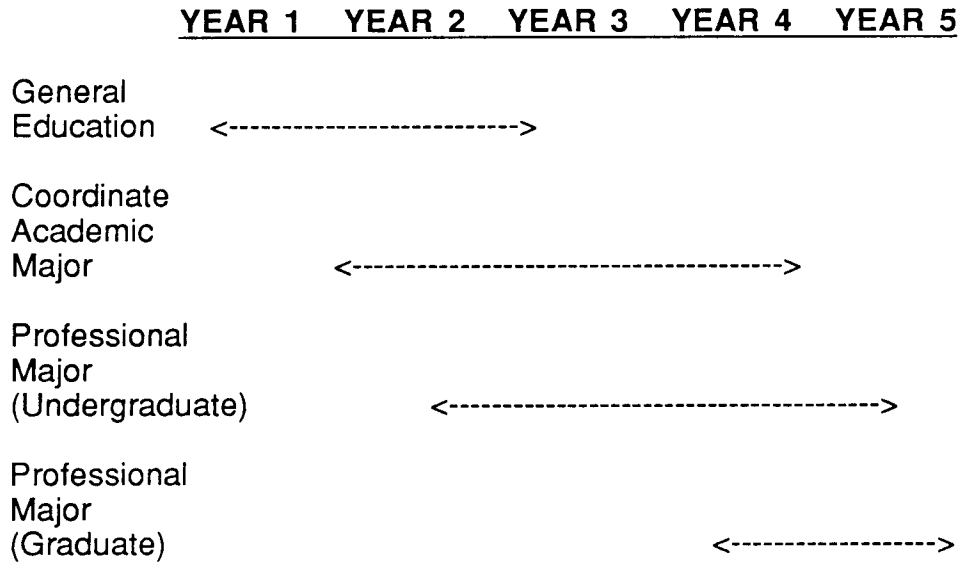 YEAR 1 YEAR 2 YEAR 3 YEAR 4 YEAR 5
General
Education <---------------------------->
Coordinate
Academic
Major <----------------------------------------->
Professional
Major
(Undergraduate) <----------------------------------------->
Professional
Major
(Graduate) <-------------------->